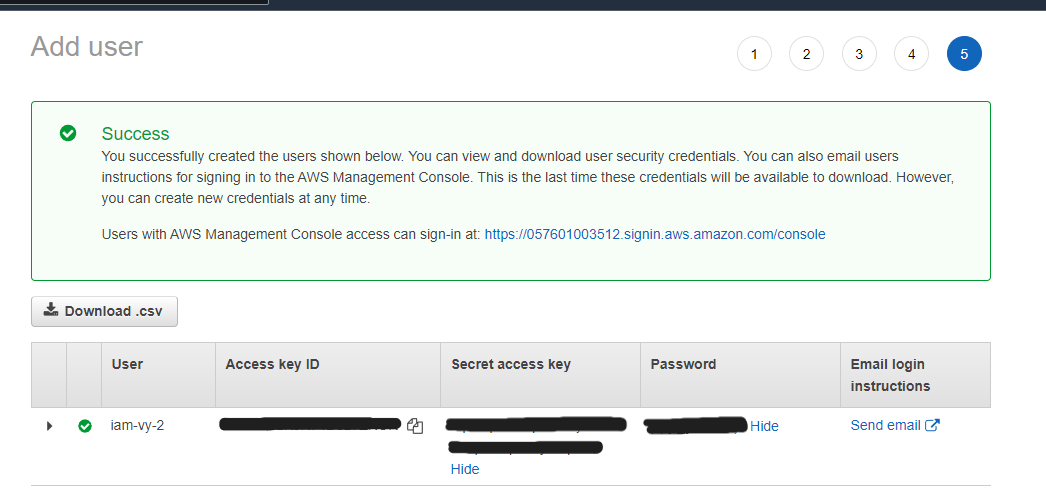 Add user
1 2 3 4 5
Success
You successfully created the users shown below. You can view and download user security credentials. You can also email users
instructions for signing in to the AWS Management Console. This is the last time these credentials will be available to download. However,
you can create new credentials at any time.
Users with AWS Management Console access can sign-in at: https://057601003512.signin.aws.amazon.com/console
Download .csv
User Access key ID Secret access key Password Email login
instructions
iam-vy-2 Hide Send email
Hide